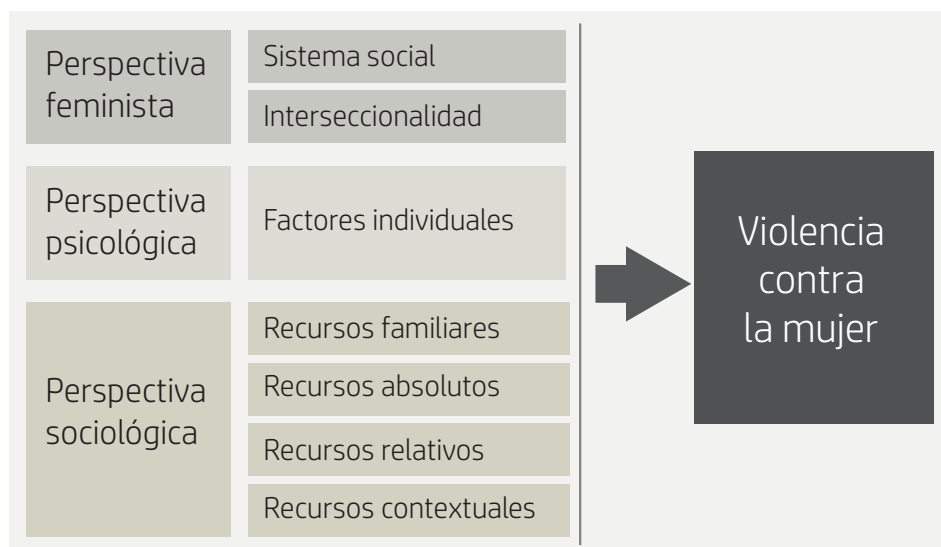 Perspectiva
feminista
Sistema social
Interseccionalidad
Perspectiva
psicológica
Factores individuales
Perspectiva
sociológica
Recursos familiares
Recursos absolutos
Recursos relativos
Recursos contextuales
Violencia
contra
la mujer